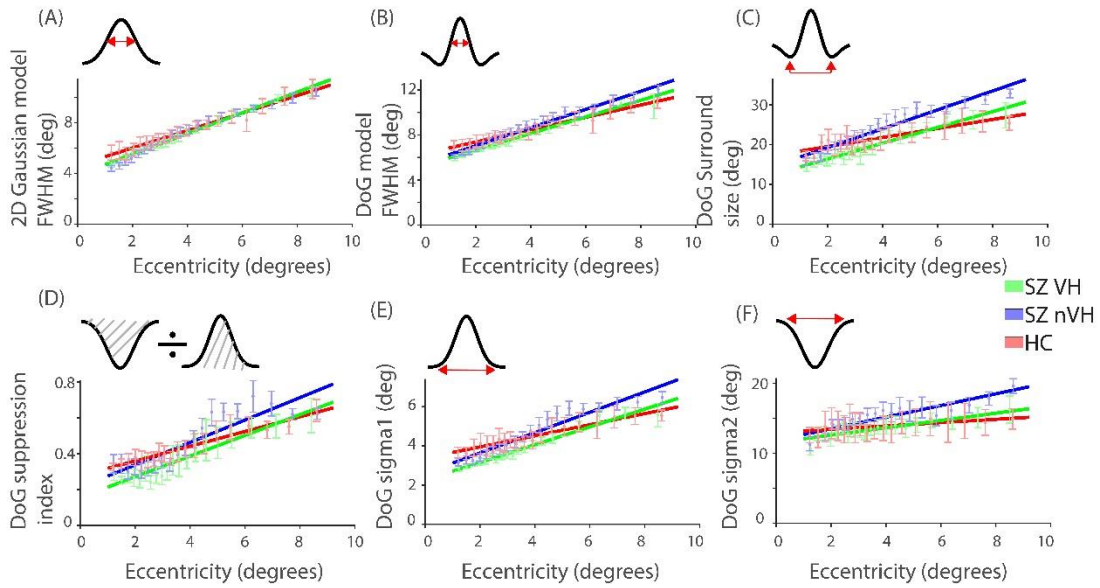 (A)
2D Gaussian model
FWHM (deg)
8
4
0
0 2 4 6 8 10
Eccentricity (degrees)
(B)
DoG model
FWHM (deg)
12
8
4
0
0 2 4 6 8 10
Eccentricity (degrees)
(C)
DoG Surround
size (deg)
30
20
10
0
0 2 4 6 8 10
Eccentricity (degrees)
(D)
DoG suppression
index
0.8
0.4
0
0 2 4 6 8 10
Eccentricity (degrees)
(E)
DoG sigma1 (deg)
6
4
2
0
0 2 4 6 8 10
Eccentricity (degrees)
(F)
DoG sigma2 (deg)
20
10
0
0 2 4 6 8 10
Eccentricity (degrees)
SZ VH
SZ nVH
HC